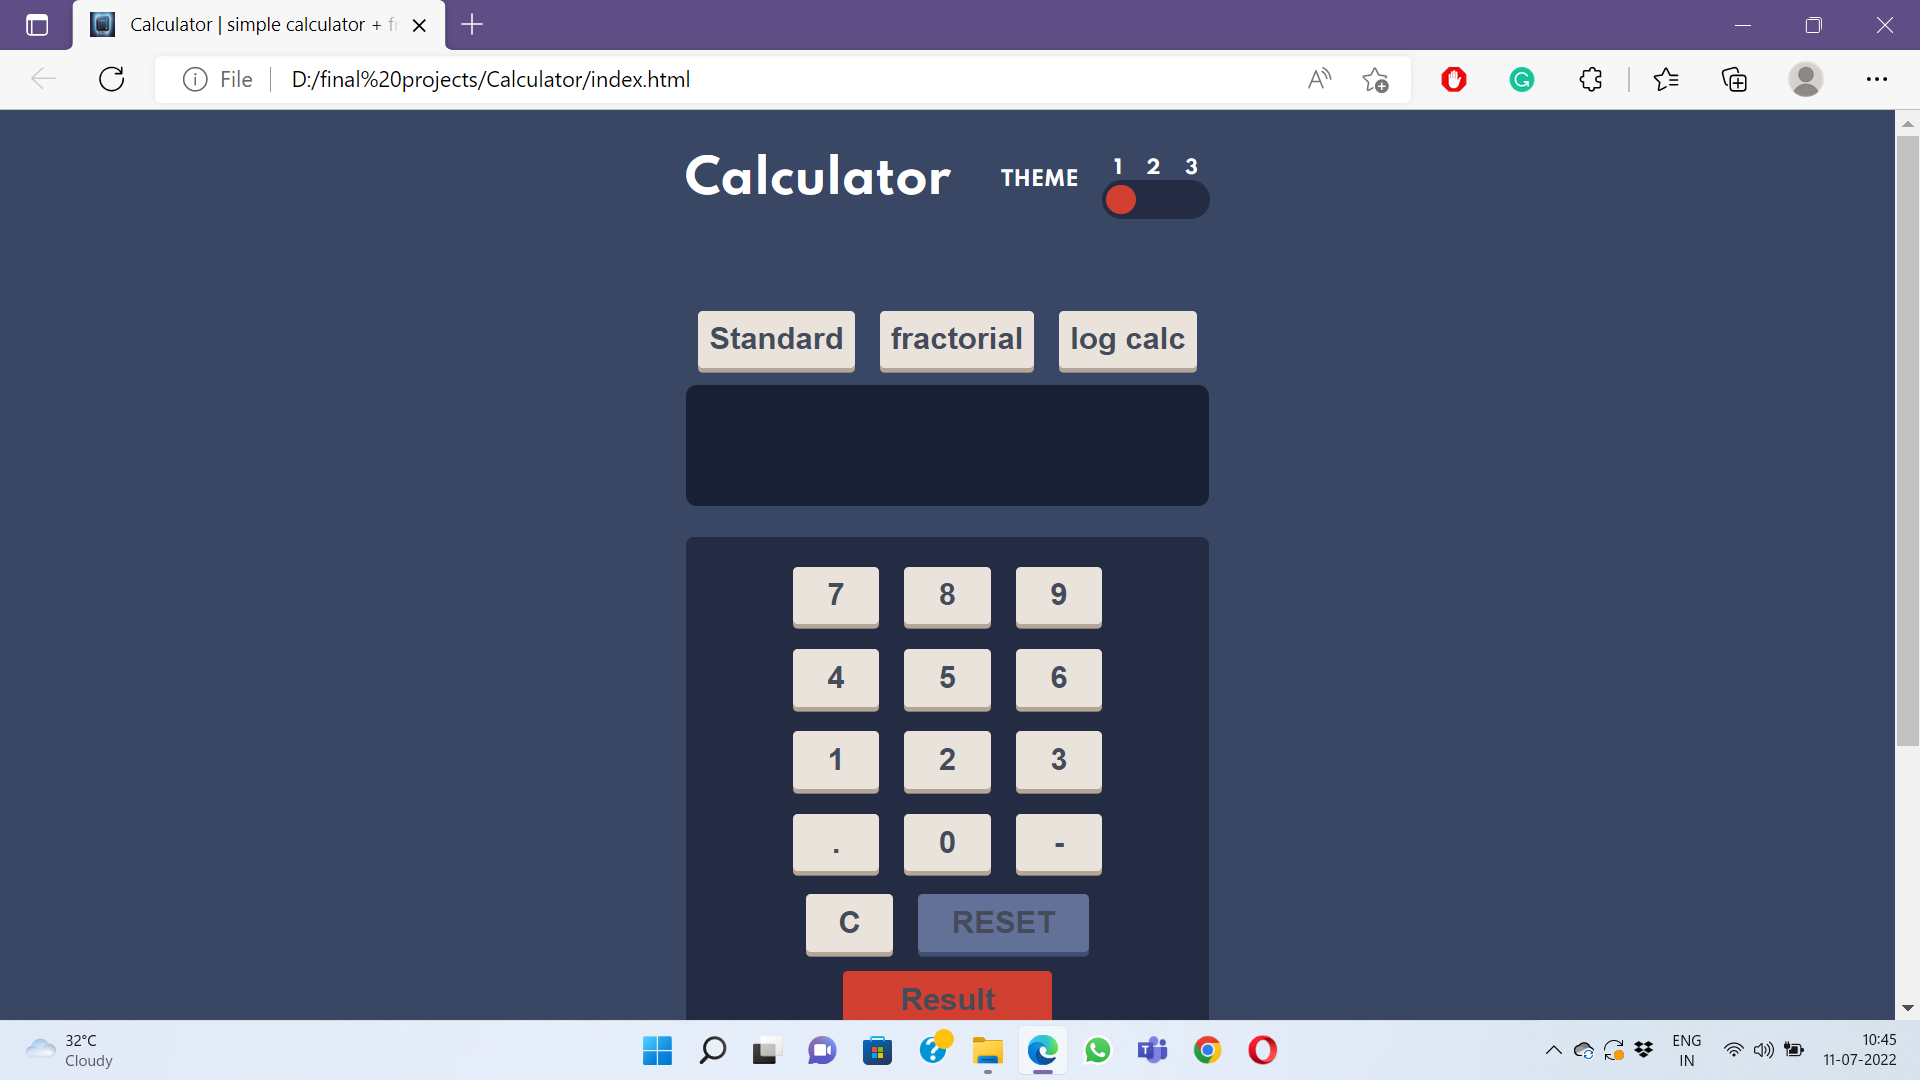 Calculator | simple calculator + fr
File
D:/final%20projects/Calculator/index.html
Calculator
THEME
1 2 3
Standard fractorial log calc
7 8 9
4 5 6
1 2 3
. 0 -
C RESET
Result
32°C
Cloudy
ENG
IN
10:45
11-07-2022